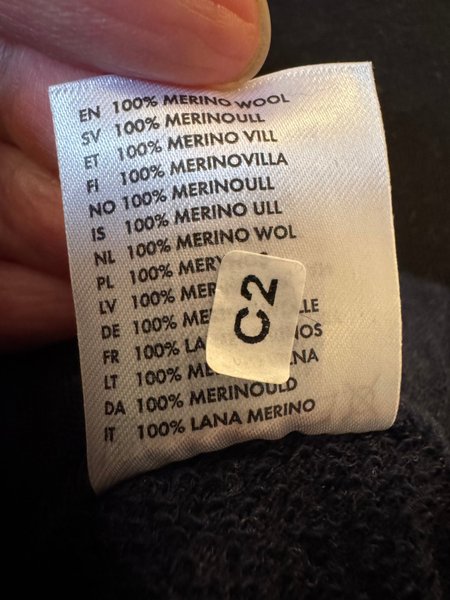 EN 100% MERINO WOOL
SV 100% MERINOULL
ET 100% MERINO VILL
FI 100% MERINOVILLA
NO 100% MERINOULL
IS 100% MERINO ULL
NL 100% MERINO WOL
PL 100%
LV 100%
DE 100%
FR 100%
LT 100%
DA 100% MERINOULD
IT 100% LANA MERINO
C2